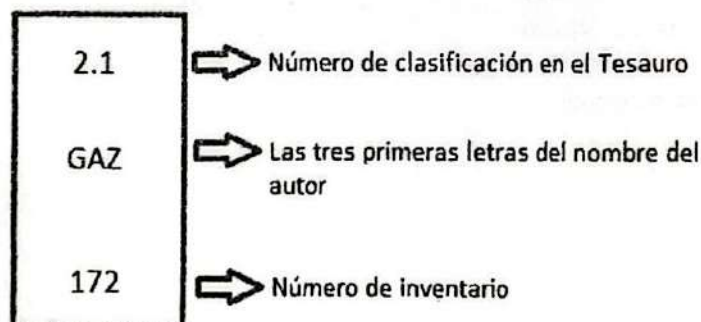 2.1 Número de clasificación en el Tesauro
GAZ Las tres primeras letras del nombre del
autor
172 Número de inventario